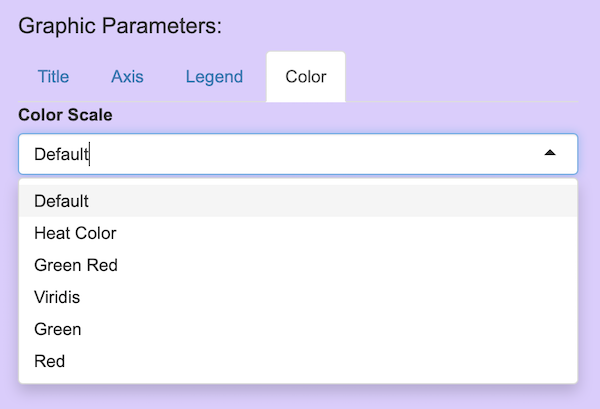 Graphic Parameters:
Title Axis Legend Color
Color Scale
Default
Default
Heat Color
Green Red
Viridis
Green
Red